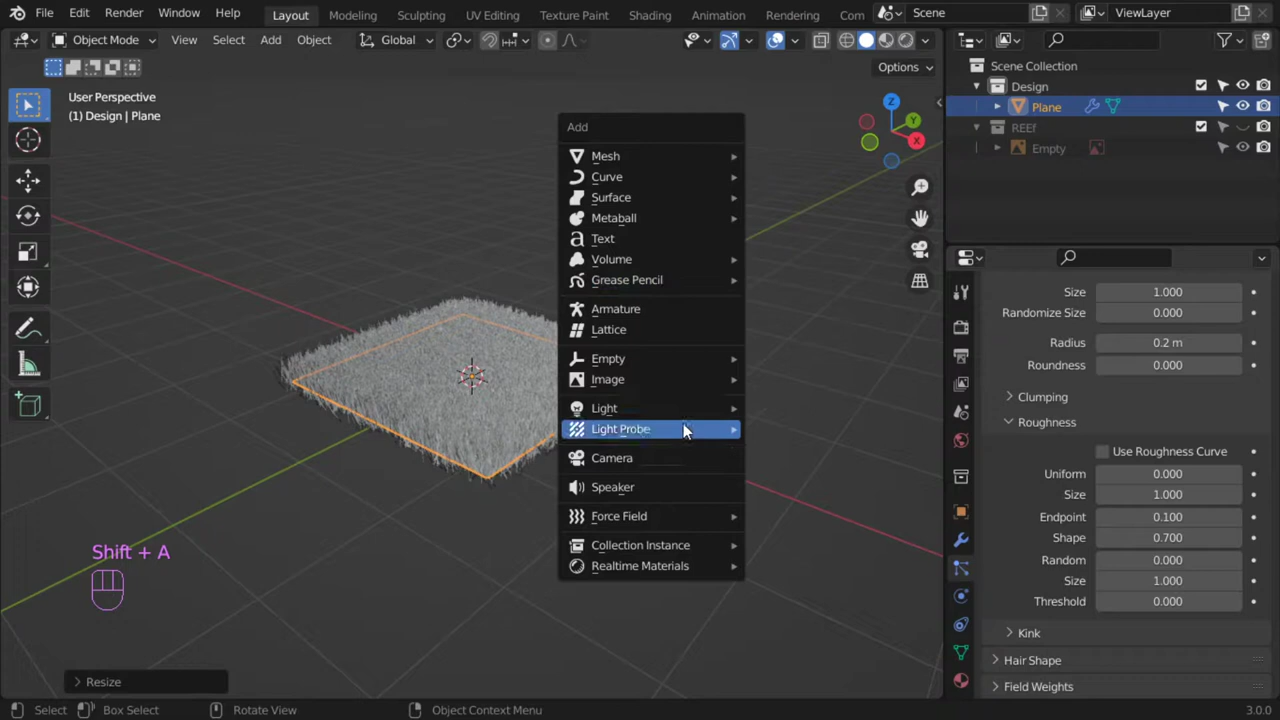 File Edit Render Window Help Layout Modeling Sculpting UV Editing Texture Paint Shading Animation Rendering Com Scene ViewLayer
Object Mode View Select Add Object Global
Options
User Perspective
(1) Design | Plane
Scene Collection
Design
Plane
REEf
Empty
Add
Mesh
Curve
Surface
Metaball
Text
Volume
Grease Pencil
Armature
Lattice
Empty
Image
Light
Light Probe
Camera
Speaker
Force Field
Collection Instance
Realtime Materials
Z
Y
X
Size 1.000
Randomize Size 0.000
Radius 0.2 m
Roundness 0.000
Clumping
Roughness
Use Roughness Curve
Uniform 0.000
Size 1.000
Endpoint 0.100
Shape 0.700
Random 0.000
Size 1.000
Threshold 0.000
Kink
Hair Shape
Field Weights
Shift + A
Resize
Select Box Select Rotate View Object Context Menu 3.0.0